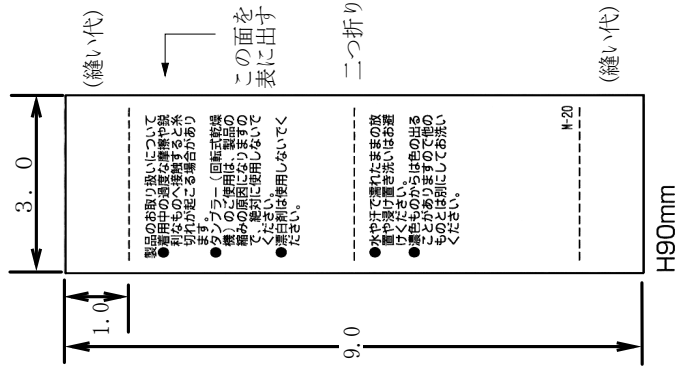 (縫い代)
この面を
表に出す
二つ折り
(縫い代)
3.0
1.0
9.0
製品のお取り扱いについて
●着用中の過度な摩擦や鋭
利なものへ接触すると糸
切れが起こる場合があり
ます。
●タンブラー(回転式乾燥
機)のご使用は、製品の
縮みの原因になりますの
で、絶対に使用しないで
ください。
●漂白剤は使用しないでく
ださい。
●水や汗で濡れたままの放
置や浸け置き洗いはお避
けください。
●濃色ものからは色の出る
ことがありますので他の
ものとは別にしてお洗い
ください。
M-20
H90mm